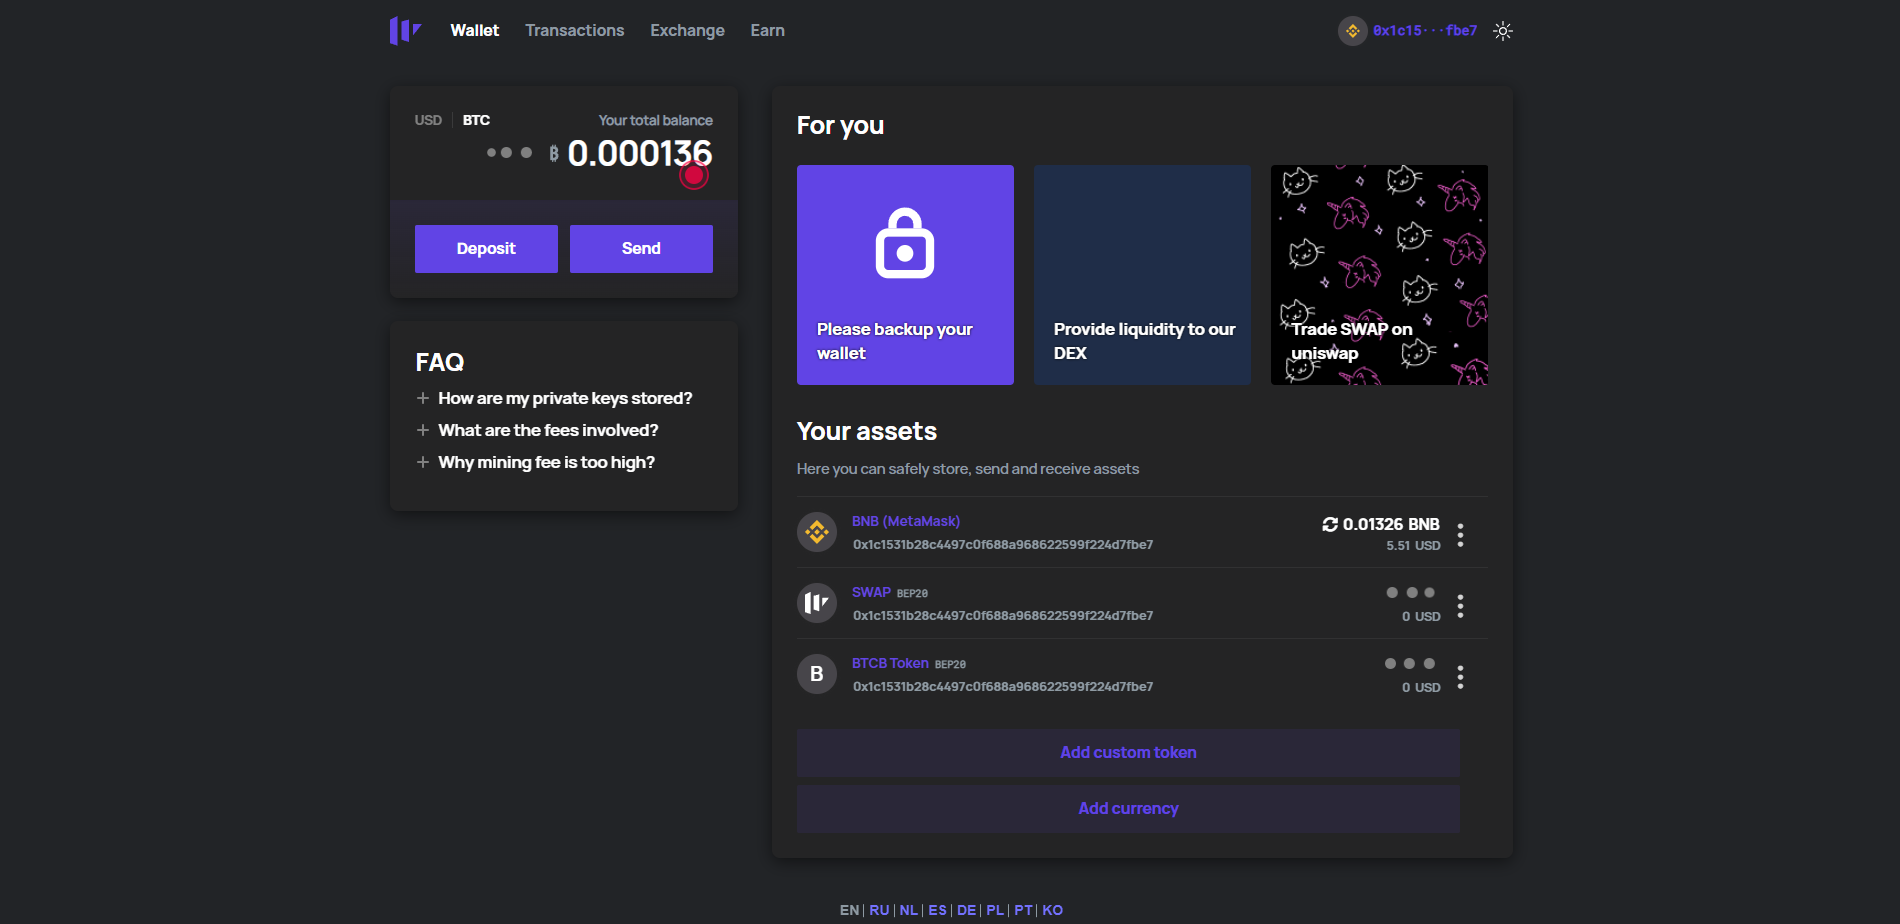 Wallet Transactions Exchange Earn
0x1c15···fbe7
USD BTC Your total balance
฿ 0.000136
Deposit Send
FAQ
How are my private keys stored?
What are the fees involved?
Why mining fee is too high?
For you
Please backup your
wallet
Provide liquidity to our
DEX
Trade SWAP on
uniswap
Your assets
Here you can safely store, send and receive assets
BNB (MetaMask)
0x1c1531b28c4497c0f688a968622599f224d7fbe7
0.01326 BNB
5.51 USD
SWAP BEP20
0x1c1531b28c4497c0f688a968622599f224d7fbe7
0 USD
B
BTCB Token BEP20
0x1c1531b28c4497c0f688a968622599f224d7fbe7
0 USD
Add custom token
Add currency
EN| RU | NL | ES | DE | PL | PT | KO